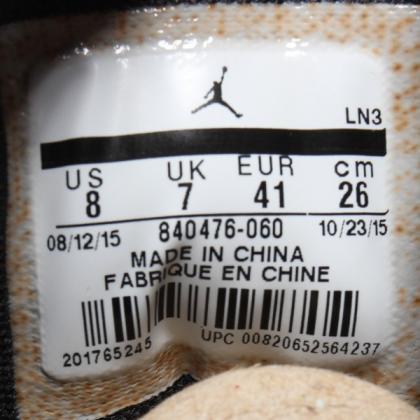 LN3
US UK EUR cm
8 7 41 26
08/12/15 840476-060 10/23/15
MADE IN CHINA
FABRIQUE EN CHINE
201765245 UPC 00820652564237